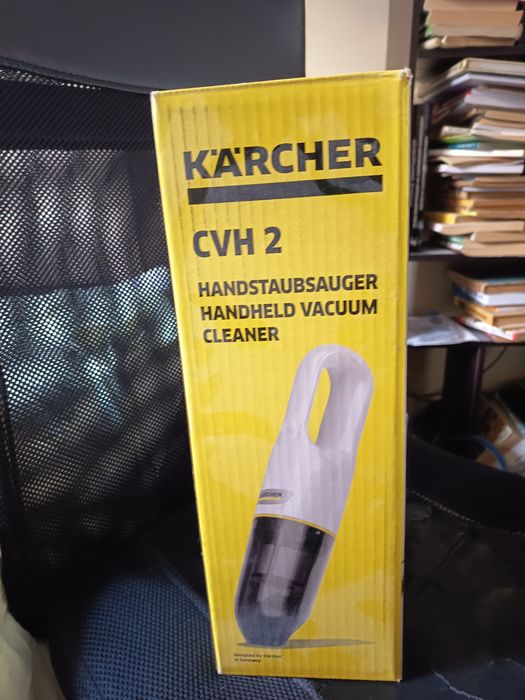 KÄRCHER
CVH 2
HANDSTAUBSAUGER
HANDHELD VACUUM
CLEANER
KÄRCHER
Designed by Kärcher
in Germany